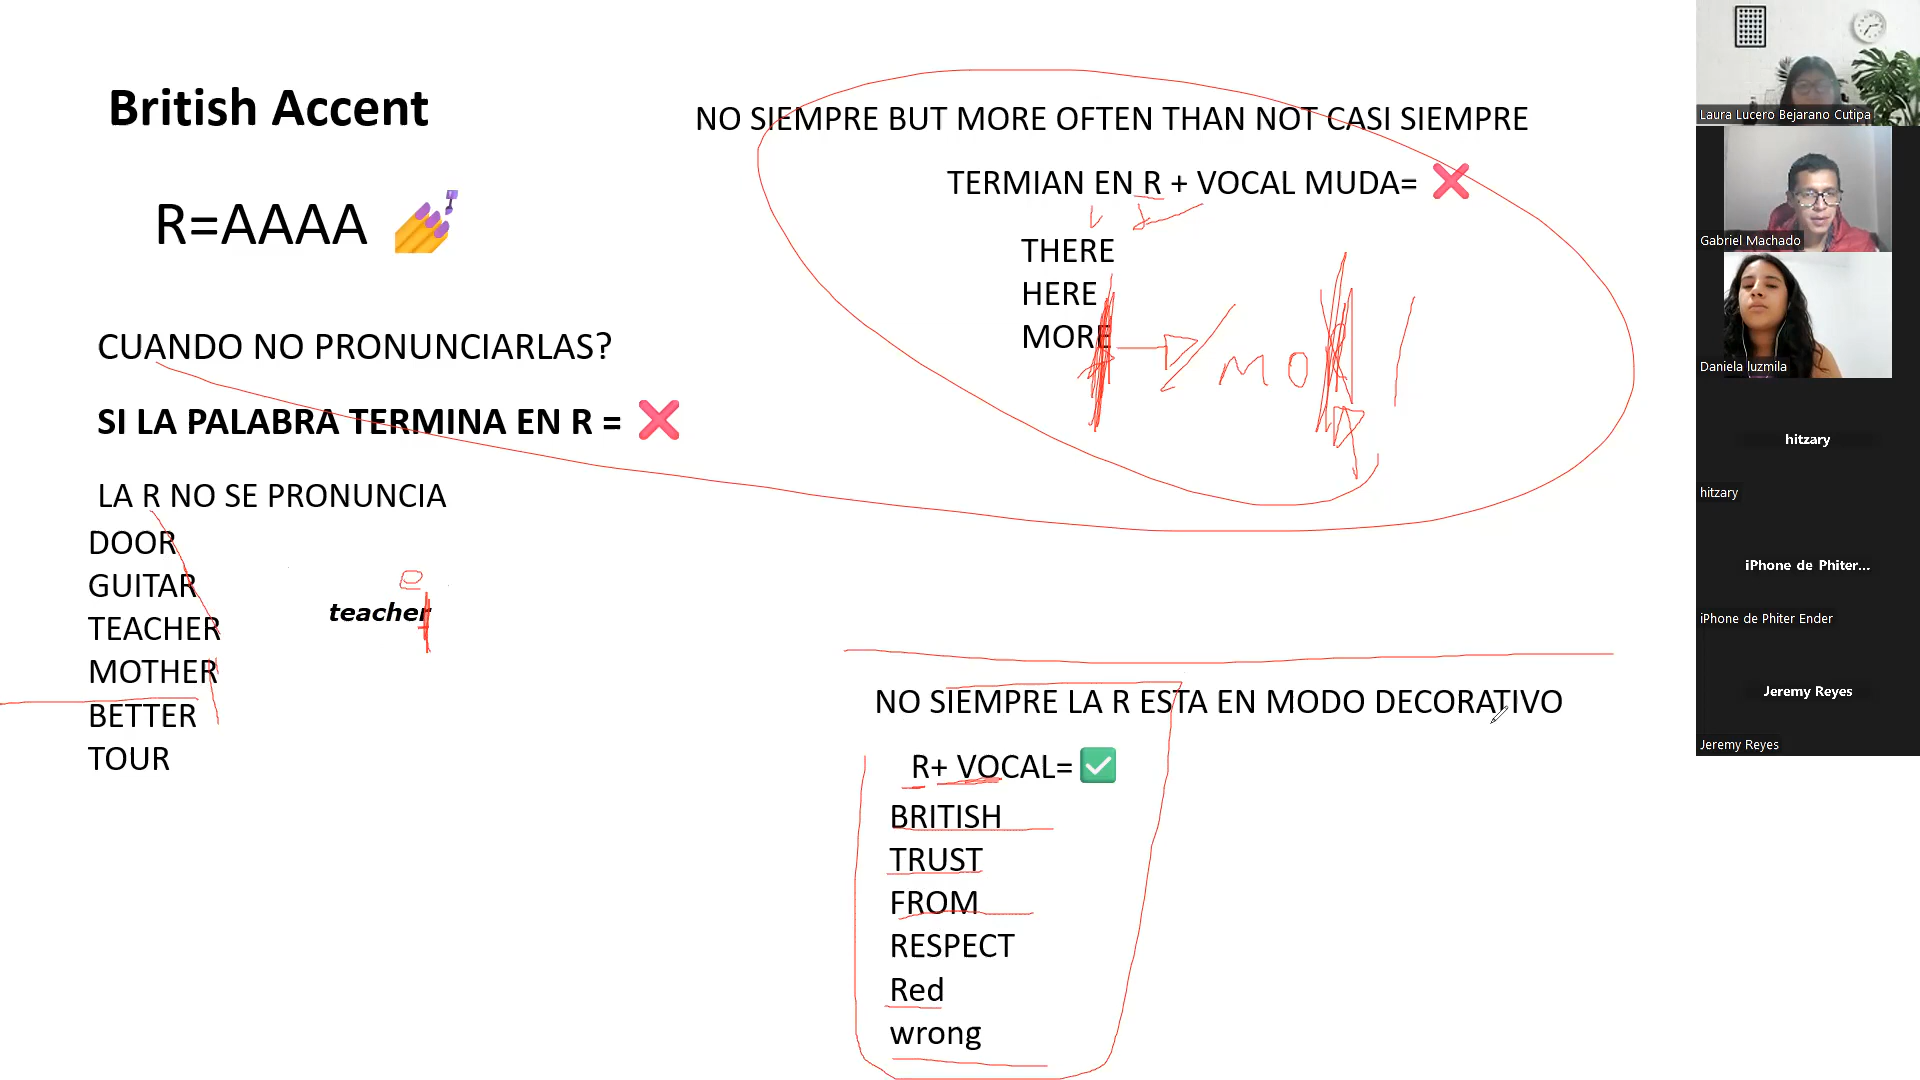 British Accent
R=AAAA
CUANDO NO PRONUNCIARLAS?
SI LA PALABRA TERMINA EN R =
LA R NO SE PRONUNCIA
DOOR
GUITAR
TEACHER
MOTHER
BETTER
TOUR
e
teacher
NO SIEMPRE BUT MORE OFTEN THAN NOT CASI SIEMPRE
TERMIAN EN R + VOCAL MUDA=
THERE
HERE
MORE
MOR
NO SIEMPRE LA R ESTA EN MODO DECORATIVO
R+ VOCAL=
BRITISH
TRUST
FROM
RESPECT
Red
wrong
Laura Lucero Bejarano Cutipa
Gabriel Machado
Daniela luzmila
hitzary
hitzary
iPhone de Phiter...
iPhone de Phiter Ender
Jeremy Reyes
Jeremy Reyes